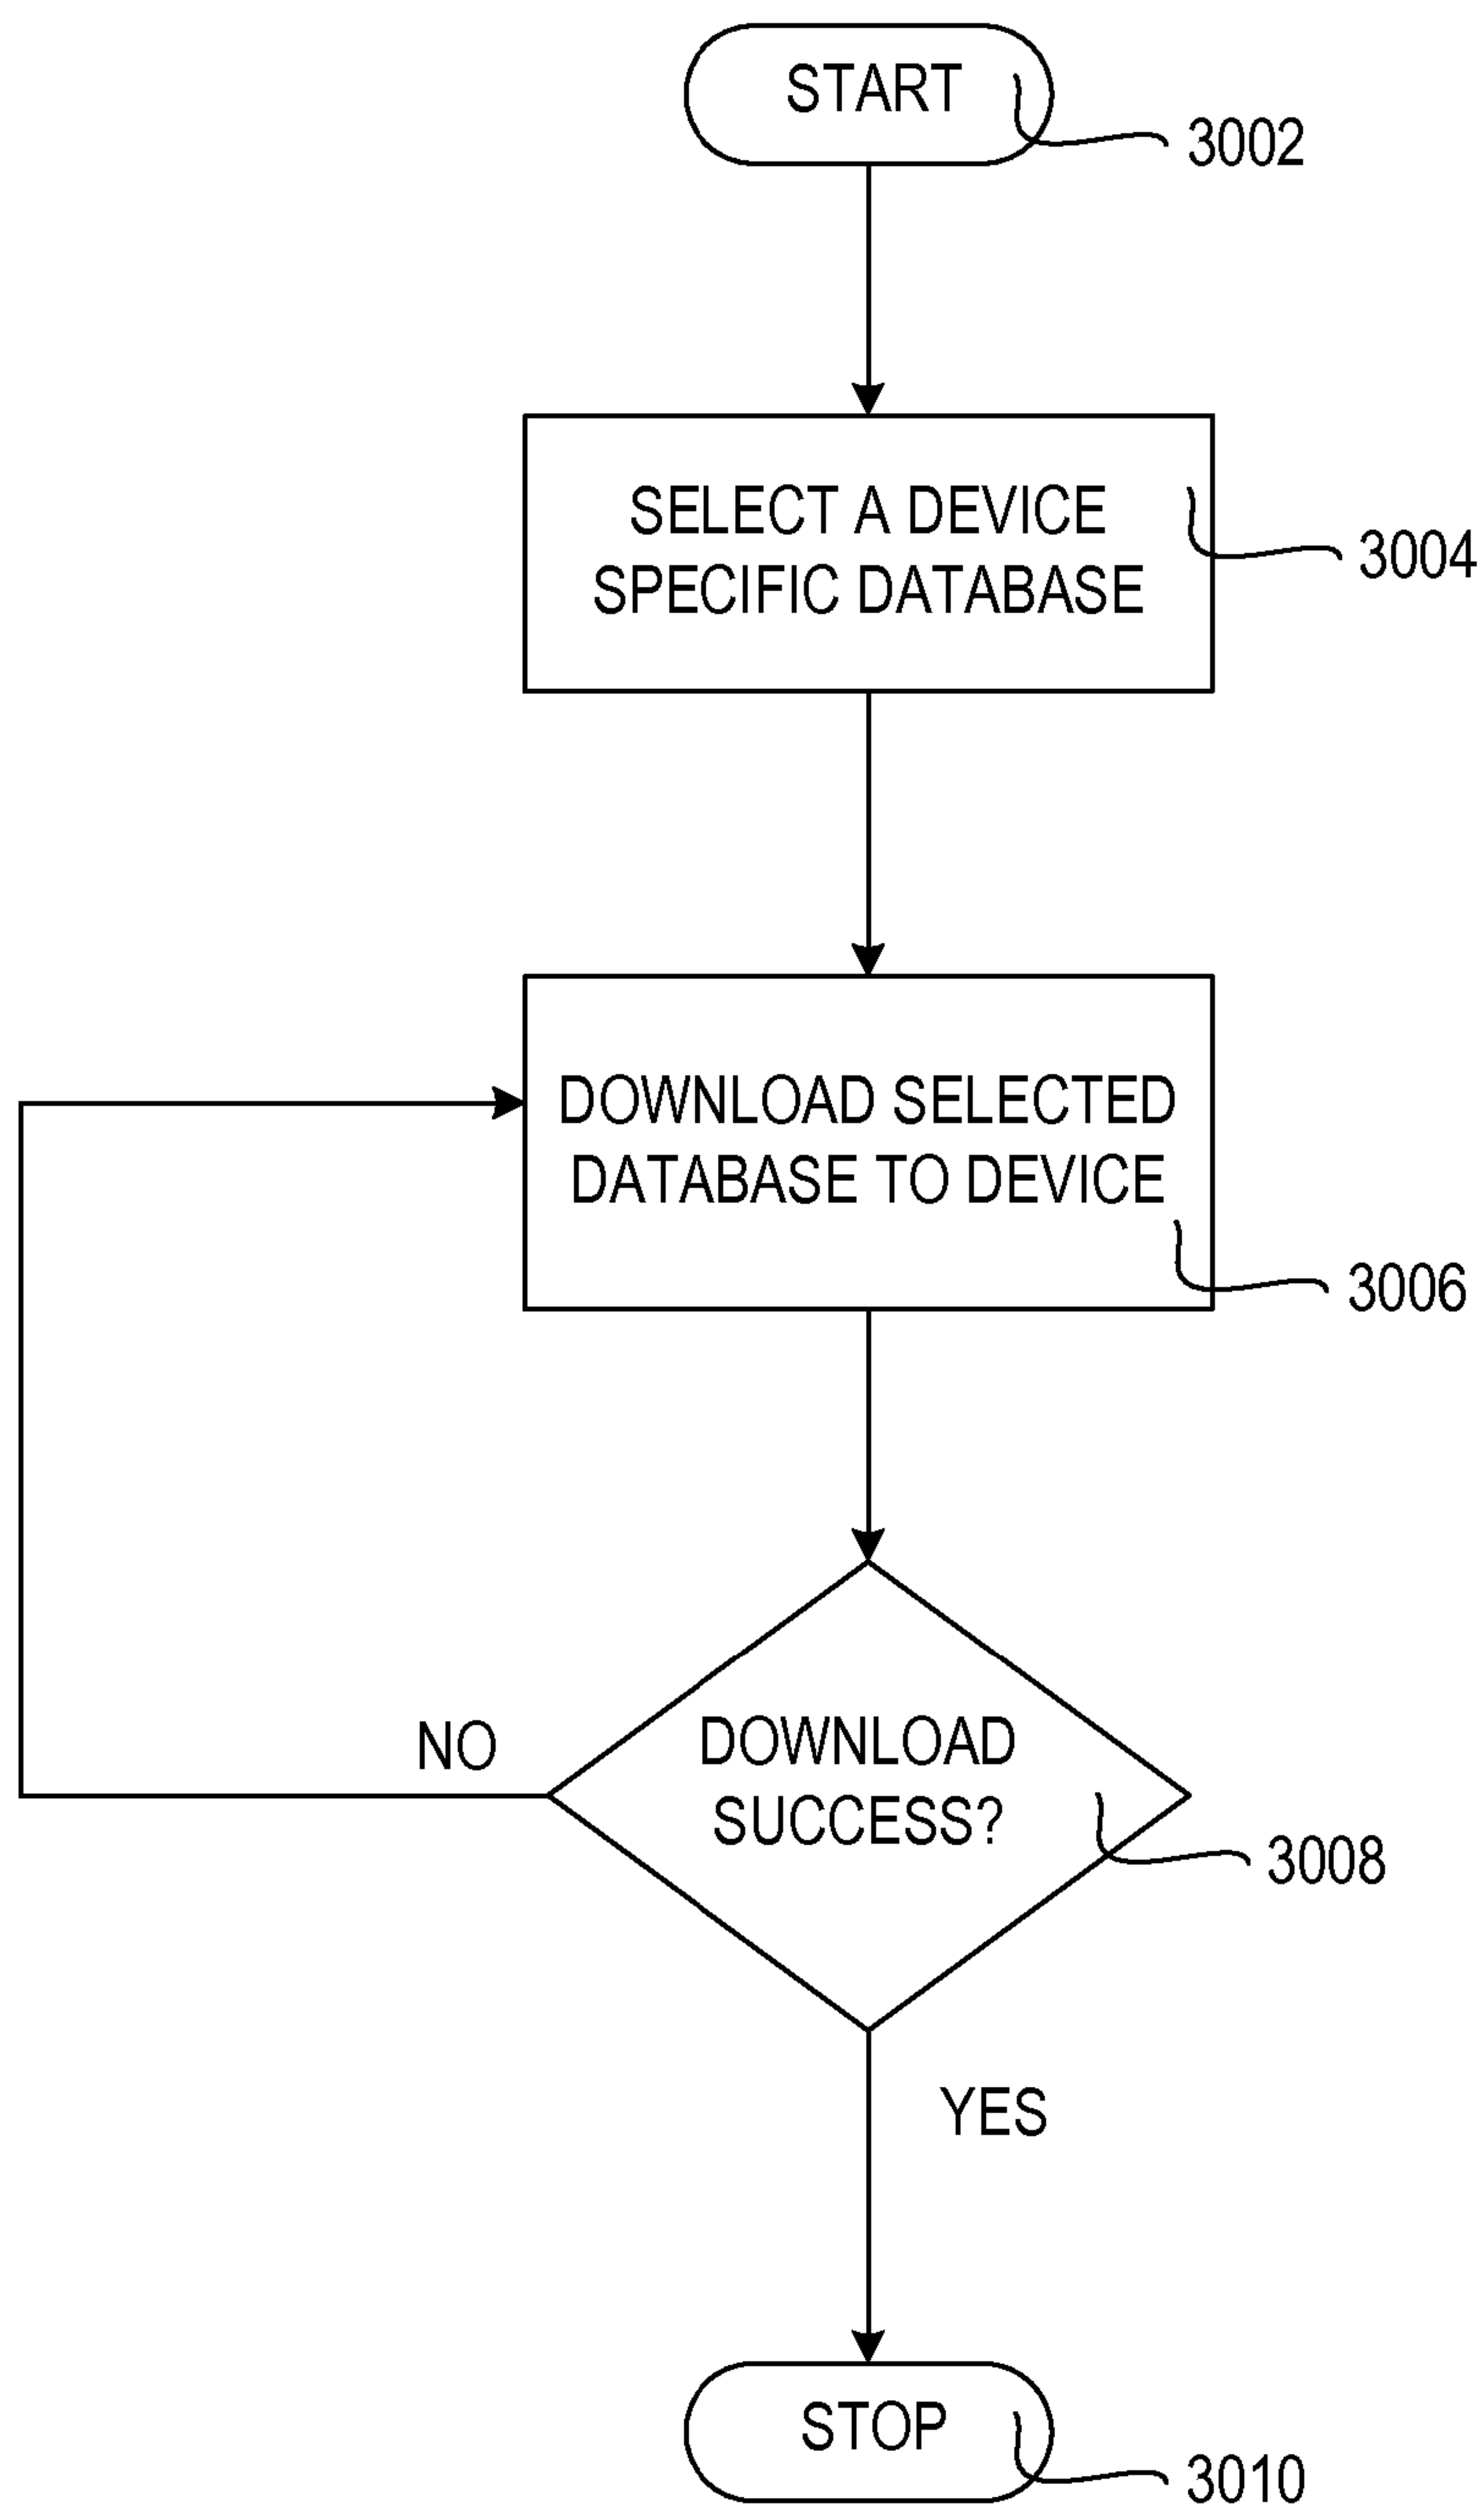 START
3002
SELECT A DEVICE
SPECIFIC DATABASE
3004
DOWNLOAD SELECTED
DATABASE TO DEVICE
3006
NO
DOWNLOAD
SUCCESS?
3008
YES
STOP
3010